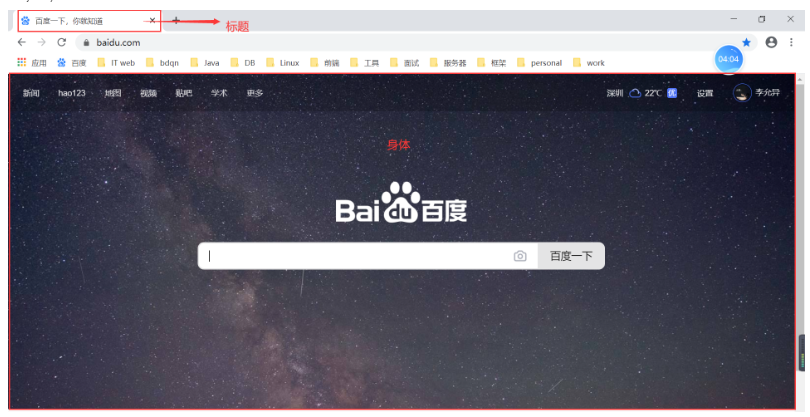 百度一下，你就知道
标题
baidu.com
04:04
应用 百度 IT web bdqn Java DB Linux 前端 工具 面试 服务器 框架 personal work
新闻 hao123 地图 视频 贴吧 学术 更多 深圳 22℃ 优 设置 李允异
身体
Bai du 百度
百度一下